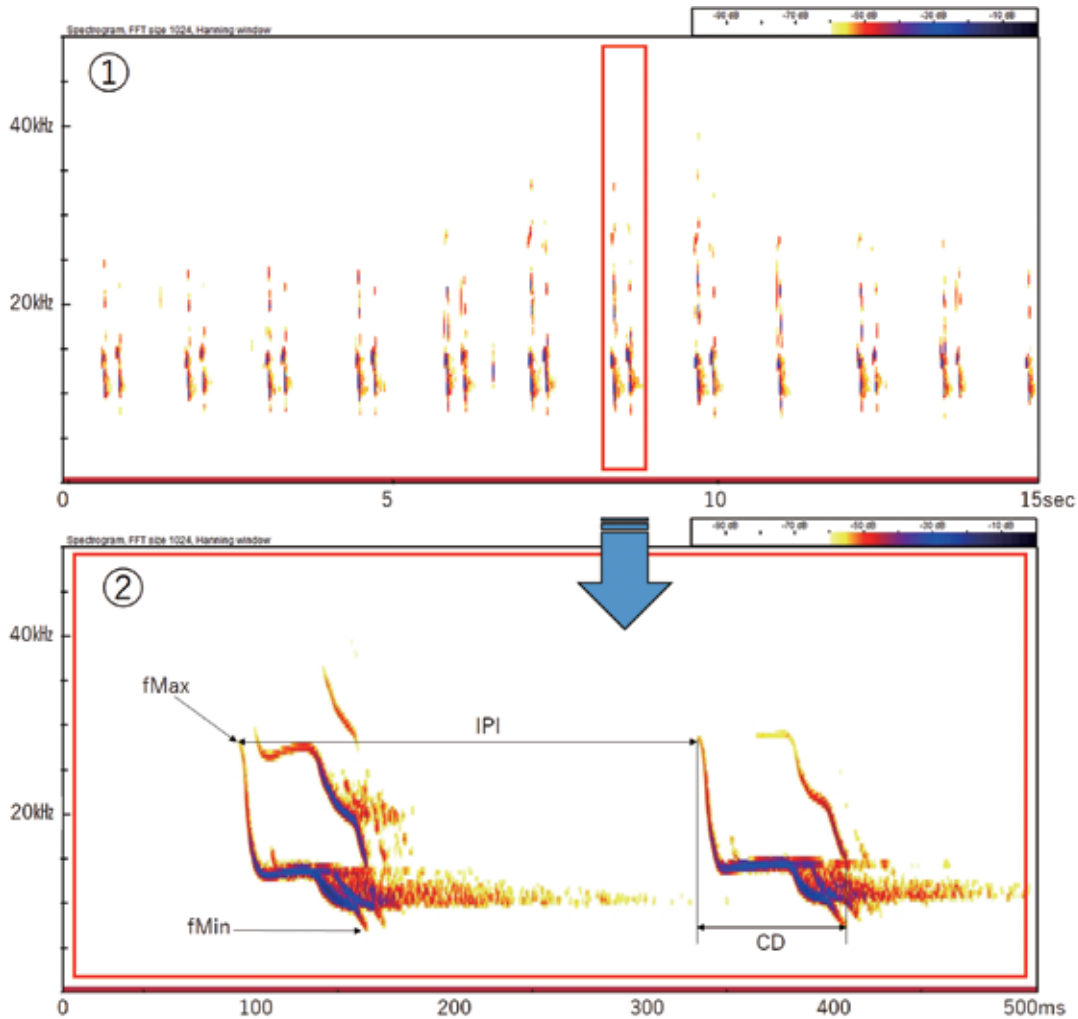 Spectrogram, FFT size 1024, Hanning window
-90 dB -70 dB -50 dB -30 dB -10 dB
①
40kHz
20kHz
0 5 10 15sec
Spectrogram, FFT size 1024, Hanning window
-90 dB -70 dB -50 dB -30 dB -10 dB
②
40kHz
fMax
IPI
20kHz
fMin
CD
0 100 200 300 400 500ms